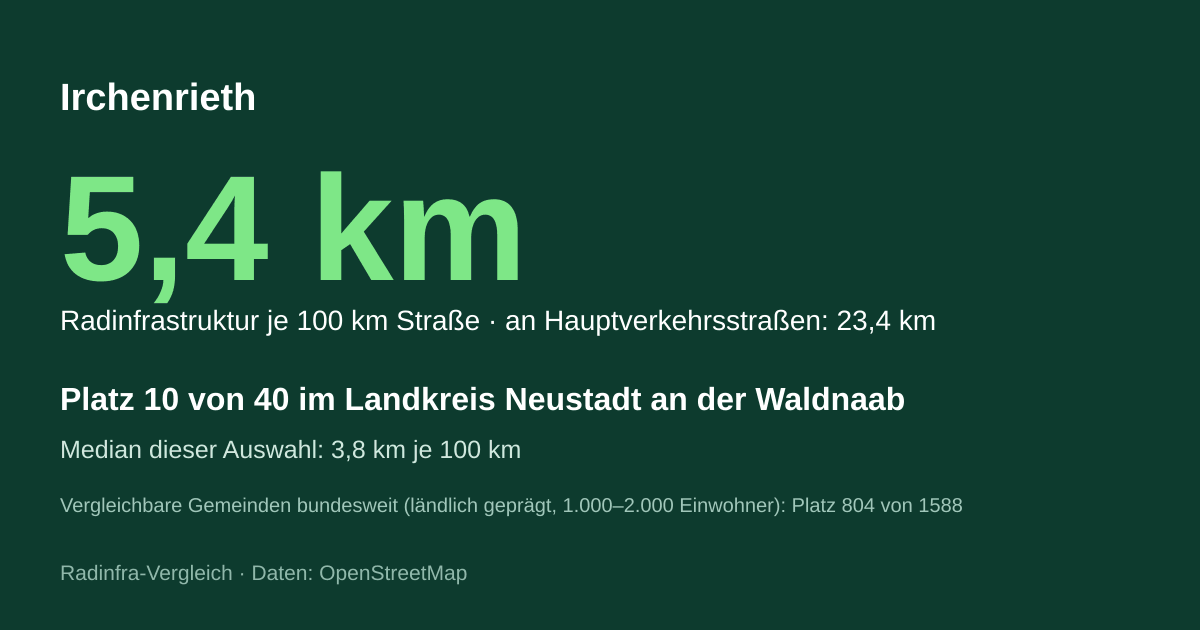 Irchenrieth
5,4 km
Radinfrastruktur je 100 km Straße · an Hauptverkehrsstraßen: 23,4 km
Platz 10 von 40 im Landkreis Neustadt an der Waldnaab
Median dieser Auswahl: 3,8 km je 100 km
Vergleichbare Gemeinden bundesweit (ländlich geprägt, 1.000–2.000 Einwohner): Platz 804 von 1588
Radinfra-Vergleich · Daten: OpenStreetMap